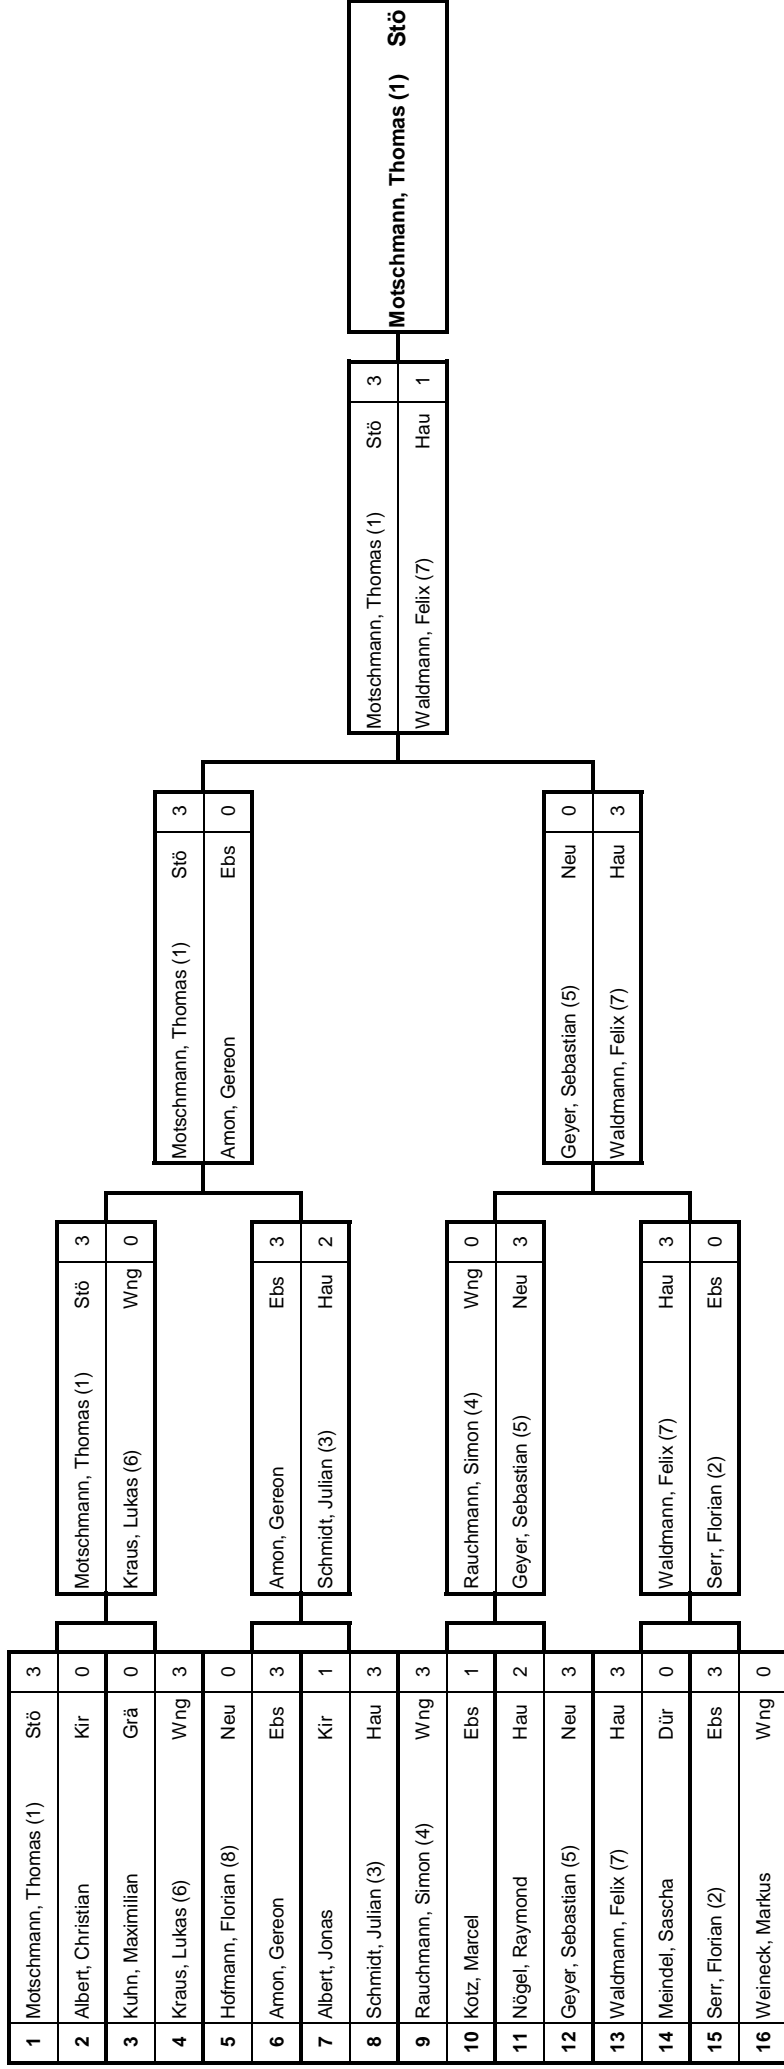 1 Motschmann, Thomas (1) Stö 3
2 Albert, Christian Kir 0
3 Kuhn, Maximilian Grä 0
4 Kraus, Lukas (6) Wng 3
5 Hofmann, Florian (8) Neu 0
6 Amon, Gereon Ebs 3
7 Albert, Jonas Kir 1
8 Schmidt, Julian (3) Hau 3
9 Rauchmann, Simon (4) Wng 3
10 Kotz, Marcel Ebs 1
11 Nögel, Raymond Hau 2
12 Geyer, Sebastian (5) Neu 3
13 Waldmann, Felix (7) Hau 3
14 Meindel, Sascha Dür 0
15 Serr, Florian (2) Ebs 3
16 Weineck, Markus Wng 0
Motschmann, Thomas (1) Stö 3
Kraus, Lukas (6) Wng 0
Amon, Gereon Ebs 3
Schmidt, Julian (3) Hau 2
Rauchmann, Simon (4) Wng 0
Geyer, Sebastian (5) Neu 3
Waldmann, Felix (7) Hau 3
Serr, Florian (2) Ebs 0
Motschmann, Thomas (1) Stö 3
Amon, Gereon Ebs 0
Geyer, Sebastian (5) Neu 0
Waldmann, Felix (7) Hau 3
Motschmann, Thomas (1) Stö 3
Waldmann, Felix (7) Hau 1
Motschmann, Thomas (1) Stö